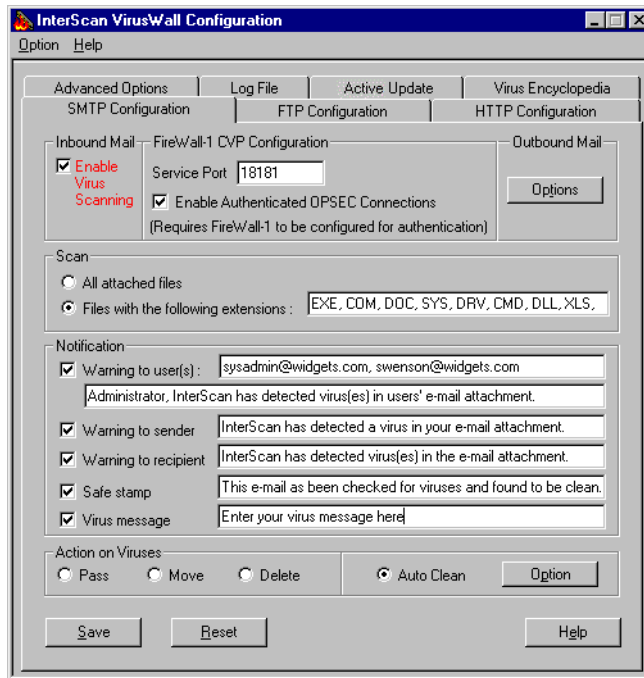 InterScan VirusWall Configuration
Option Help
Advanced Options Log File Active Update Virus Encyclopedia
SMTP Configuration FTP Configuration HTTP Configuration
Inbound Mail FireWall-1 CVP Configuration Outbound Mail
Enable Virus Scanning
Service Port 18181
Enable Authenticated OPSEC Connections
(Requires FireWall-1 to be configured for authentication)
Options
Scan
All attached files
Files with the following extensions : EXE, COM, DOC, SYS, DRV, CMD, DLL, XLS,
Notification
Warning to user(s) : sysadmin@widgets.com, swenson@widgets.com
Administrator, InterScan has detected virus(es) in users' e-mail attachment.
Warning to sender InterScan has detected a virus in your e-mail attachment.
Warning to recipient InterScan has detected virus(es) in the e-mail attachment.
Safe stamp This e-mail as been checked for viruses and found to be clean.
Virus message Enter your virus message here
Action on Viruses
Pass Move Delete Auto Clean Option
Save Reset Help